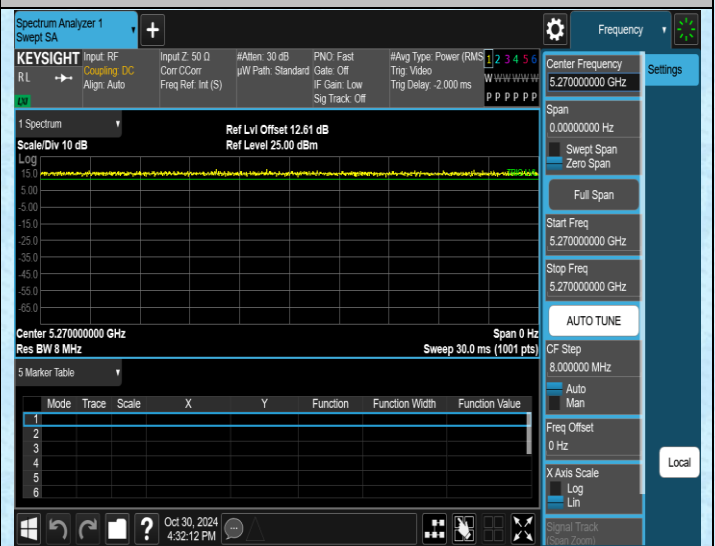 Spectrum Analyzer 1
Swept SA
+
Frequency
KEYSIGHT
RL
LXI
Input: RF
Coupling: DC
Align: Auto
Input Z: 50 Ω
Corr CCorr
Freq Ref: Int (S)
#Atten: 30 dB
µW Path: Standard
PNO: Fast
Gate: Off
IF Gain: Low
Sig Track: Off
#Avg Type: Power (RMS
Trig: Video
Trig Delay: -2.000 ms
1 2 3 4 5 6
W W W W W W
P P P P P P
1 Spectrum
Scale/Div 10 dB
Ref Lvl Offset 12.61 dB
Ref Level 25.00 dBm
Log
15.0
5.00
-5.00
-15.0
-25.0
-35.0
-45.0
-55.0
-65.0
Center 5.270000000 GHz
Res BW 8 MHz
Span 0 Hz
Sweep 30.0 ms (1001 pts)
5 Marker Table
Mode Trace Scale X Y Function Function Width Function Value
1
2
3
4
5
6
?
Oct 30, 2024
4:32:12 PM
Center Frequency
5.270000000 GHz
Span
0.00000000 Hz
Swept Span
Zero Span
Full Span
Start Freq
5.270000000 GHz
Stop Freq
5.270000000 GHz
AUTO TUNE
CF Step
8.000000 MHz
Auto
Man
Freq Offset
0 Hz
X Axis Scale
Log
Lin
Signal Track
(Span Zoom)
Settings
Local